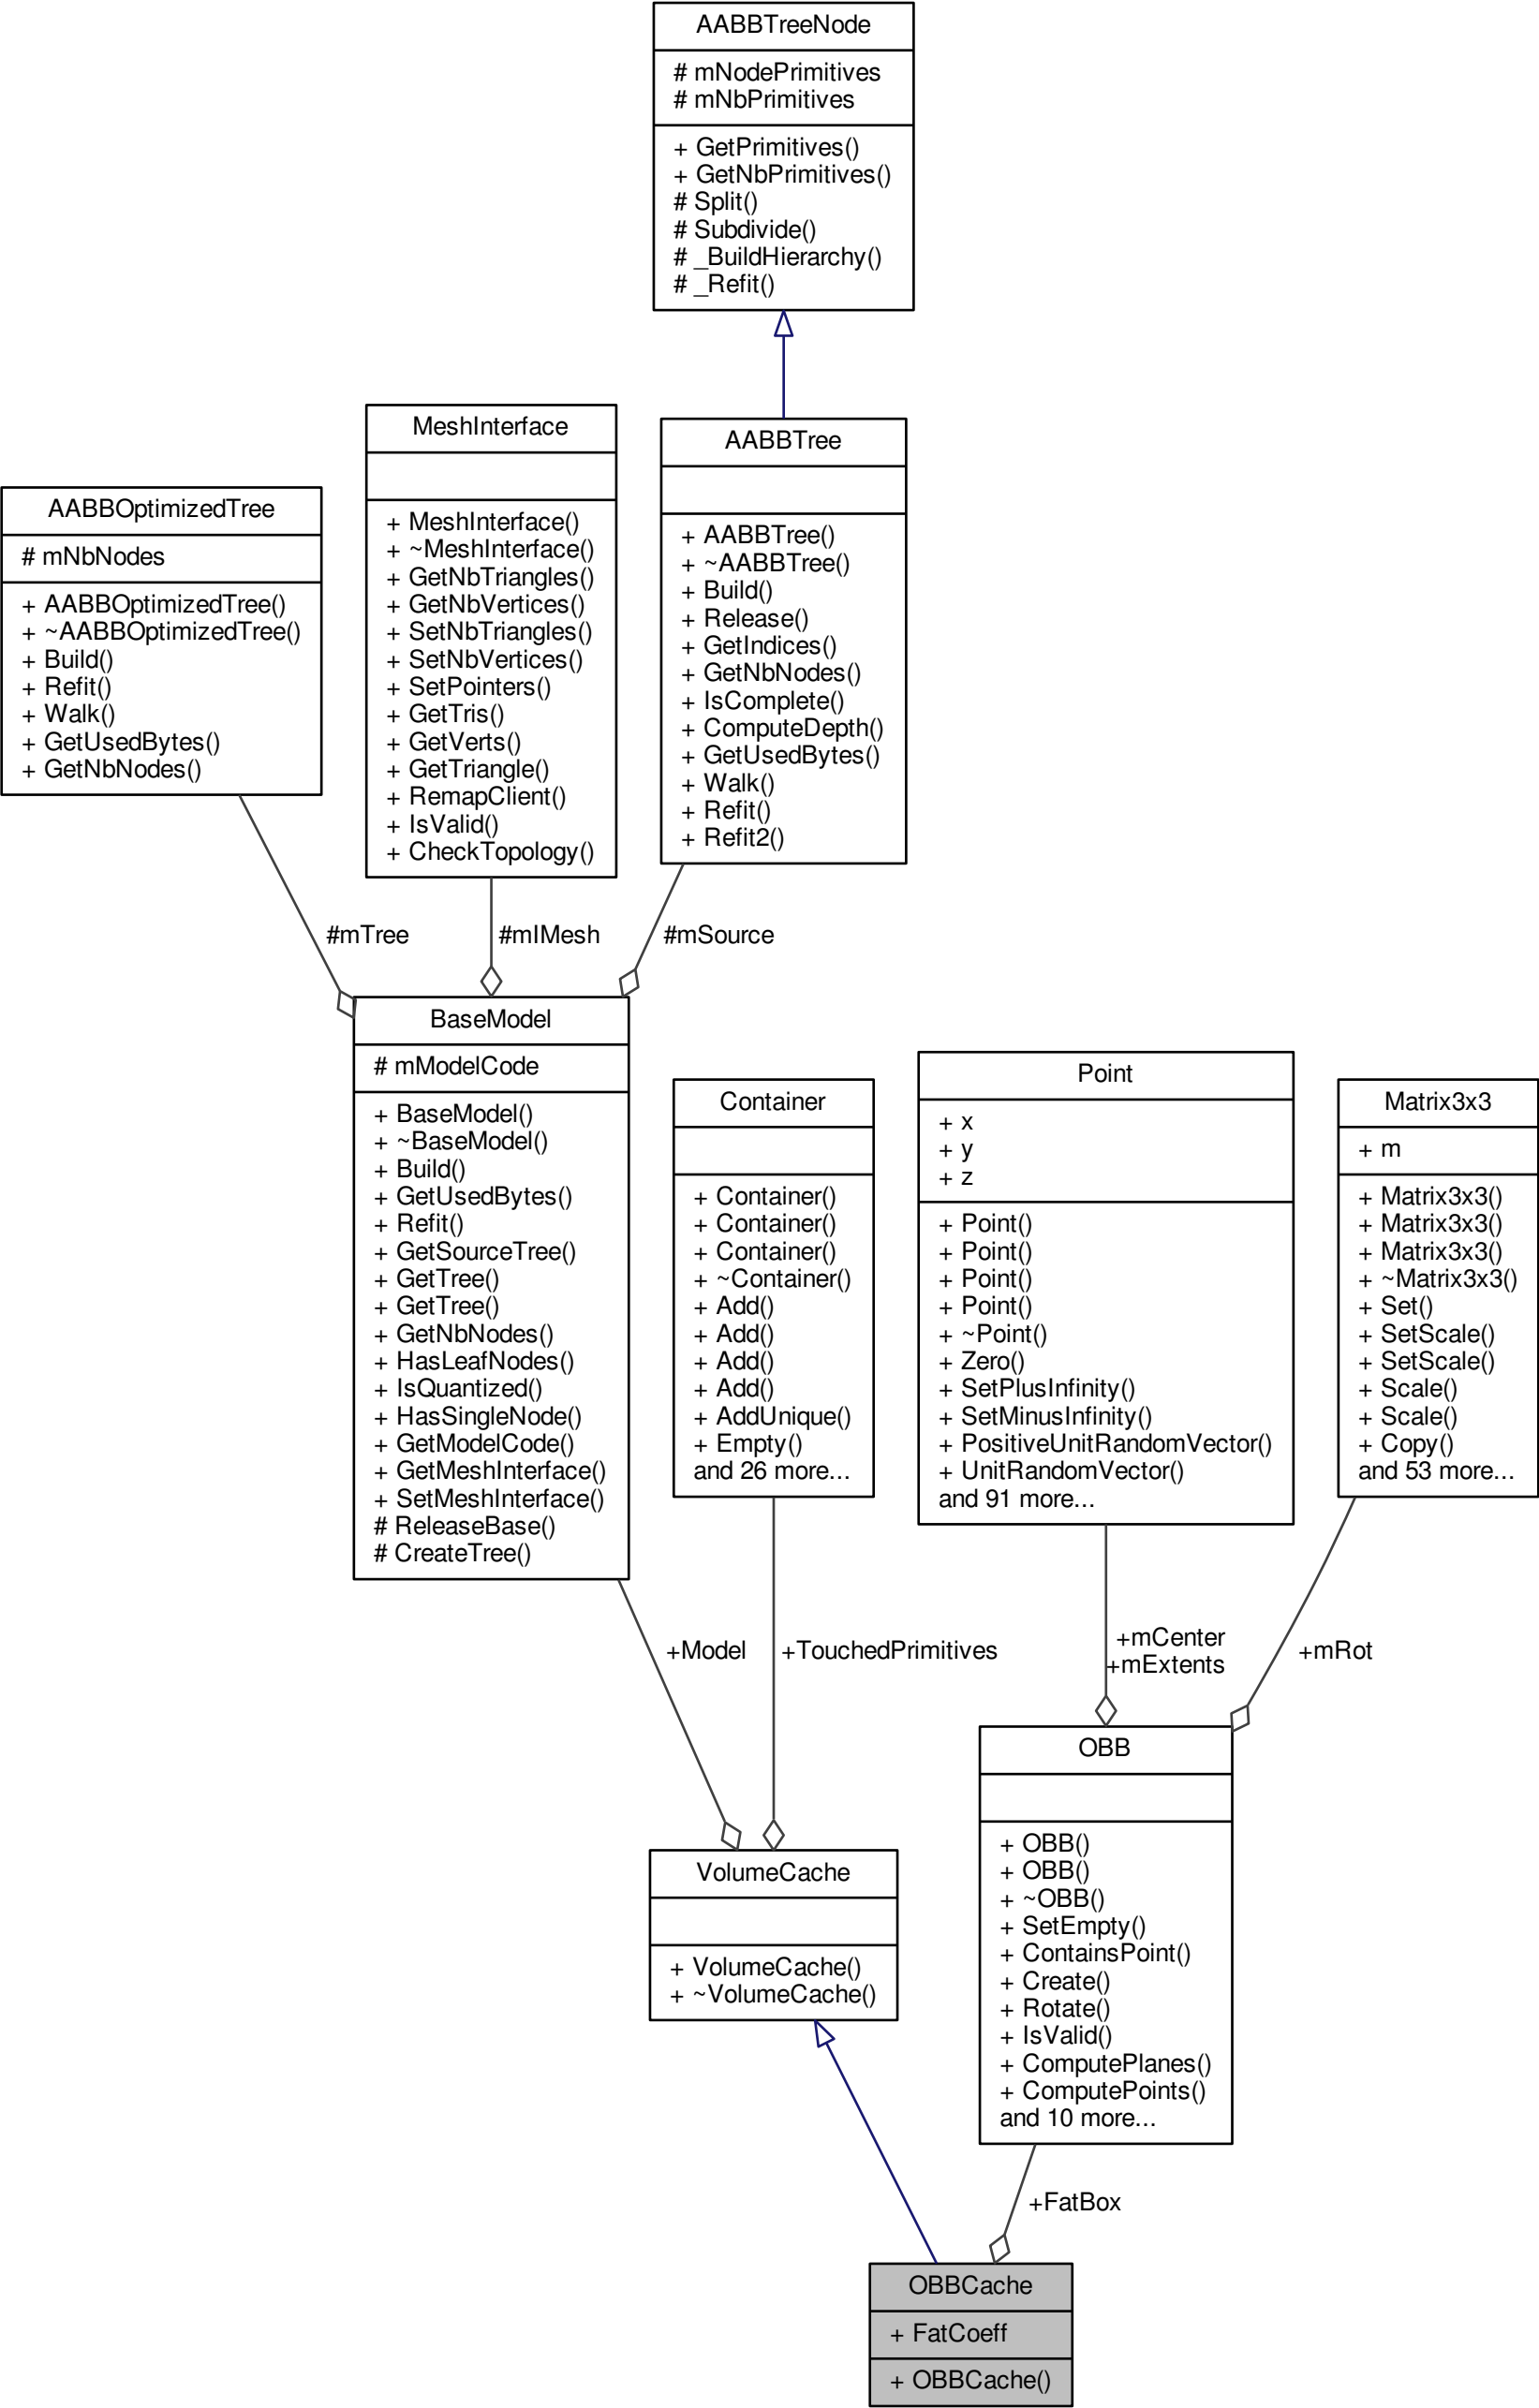 AABBTreeNode
# mNodePrimitives
# mNbPrimitives
+ GetPrimitives()
+ GetNbPrimitives()
# Split()
# Subdivide()
# _BuildHierarchy()
# _Refit()
AABBOptimizedTree
# mNbNodes
+ AABBOptimizedTree()
+ ~AABBOptimizedTree()
+ Build()
+ Refit()
+ Walk()
+ GetUsedBytes()
+ GetNbNodes()
MeshInterface
+ MeshInterface()
+ ~MeshInterface()
+ GetNbTriangles()
+ GetNbVertices()
+ SetNbTriangles()
+ SetNbVertices()
+ SetPointers()
+ GetTris()
+ GetVerts()
+ GetTriangle()
+ RemapClient()
+ IsValid()
+ CheckTopology()
AABBTree
+ AABBTree()
+ ~AABBTree()
+ Build()
+ Release()
+ GetIndices()
+ GetNbNodes()
+ IsComplete()
+ ComputeDepth()
+ GetUsedBytes()
+ Walk()
+ Refit()
+ Refit2()
#mTree
#mIMesh
#mSource
BaseModel
# mModelCode
+ BaseModel()
+ ~BaseModel()
+ Build()
+ GetUsedBytes()
+ Refit()
+ GetSourceTree()
+ GetTree()
+ GetTree()
+ GetNbNodes()
+ HasLeafNodes()
+ IsQuantized()
+ HasSingleNode()
+ GetModelCode()
+ GetMeshInterface()
+ SetMeshInterface()
# ReleaseBase()
# CreateTree()
Container
+ Container()
+ Container()
+ Container()
+ ~Container()
+ Add()
+ Add()
+ Add()
+ Add()
+ AddUnique()
+ Empty()
and 26 more...
Point
+ x
+ y
+ z
+ Point()
+ Point()
+ Point()
+ Point()
+ ~Point()
+ Zero()
+ SetPlusInfinity()
+ SetMinusInfinity()
+ PositiveUnitRandomVector()
+ UnitRandomVector()
and 91 more...
Matrix3x3
+ m
+ Matrix3x3()
+ Matrix3x3()
+ Matrix3x3()
+ ~Matrix3x3()
+ Set()
+ SetScale()
+ SetScale()
+ Scale()
+ Scale()
+ Copy()
and 53 more...
+Model
+TouchedPrimitives
+mCenter
+mExtents
+mRot
OBB
+ OBB()
+ OBB()
+ ~OBB()
+ SetEmpty()
+ ContainsPoint()
+ Create()
+ Rotate()
+ IsValid()
+ ComputePlanes()
+ ComputePoints()
and 10 more...
VolumeCache
+ VolumeCache()
+ ~VolumeCache()
+FatBox
OBBCache
+ FatCoeff
+ OBBCache()